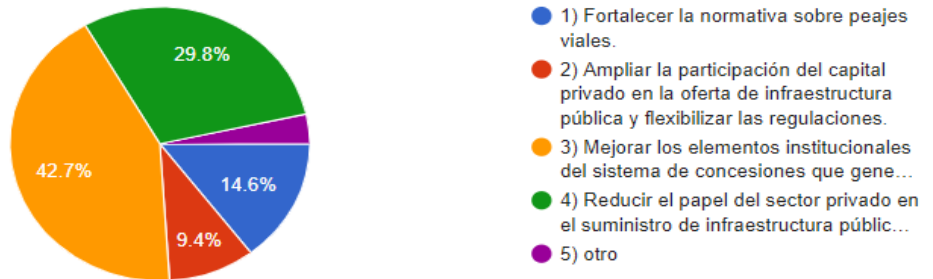 29.8%
42.7%
14.6%
9.4%
1) Fortalecer la normativa sobre peajes
viales.
2) Ampliar la participación del capital
privado en la oferta de infraestructura
pública y flexibilizar las regulaciones.
3) Mejorar los elementos institucionales
del sistema de concesiones que gene…
4) Reducir el papel del sector privado en
el suministro de infraestructura públic…
5) otro